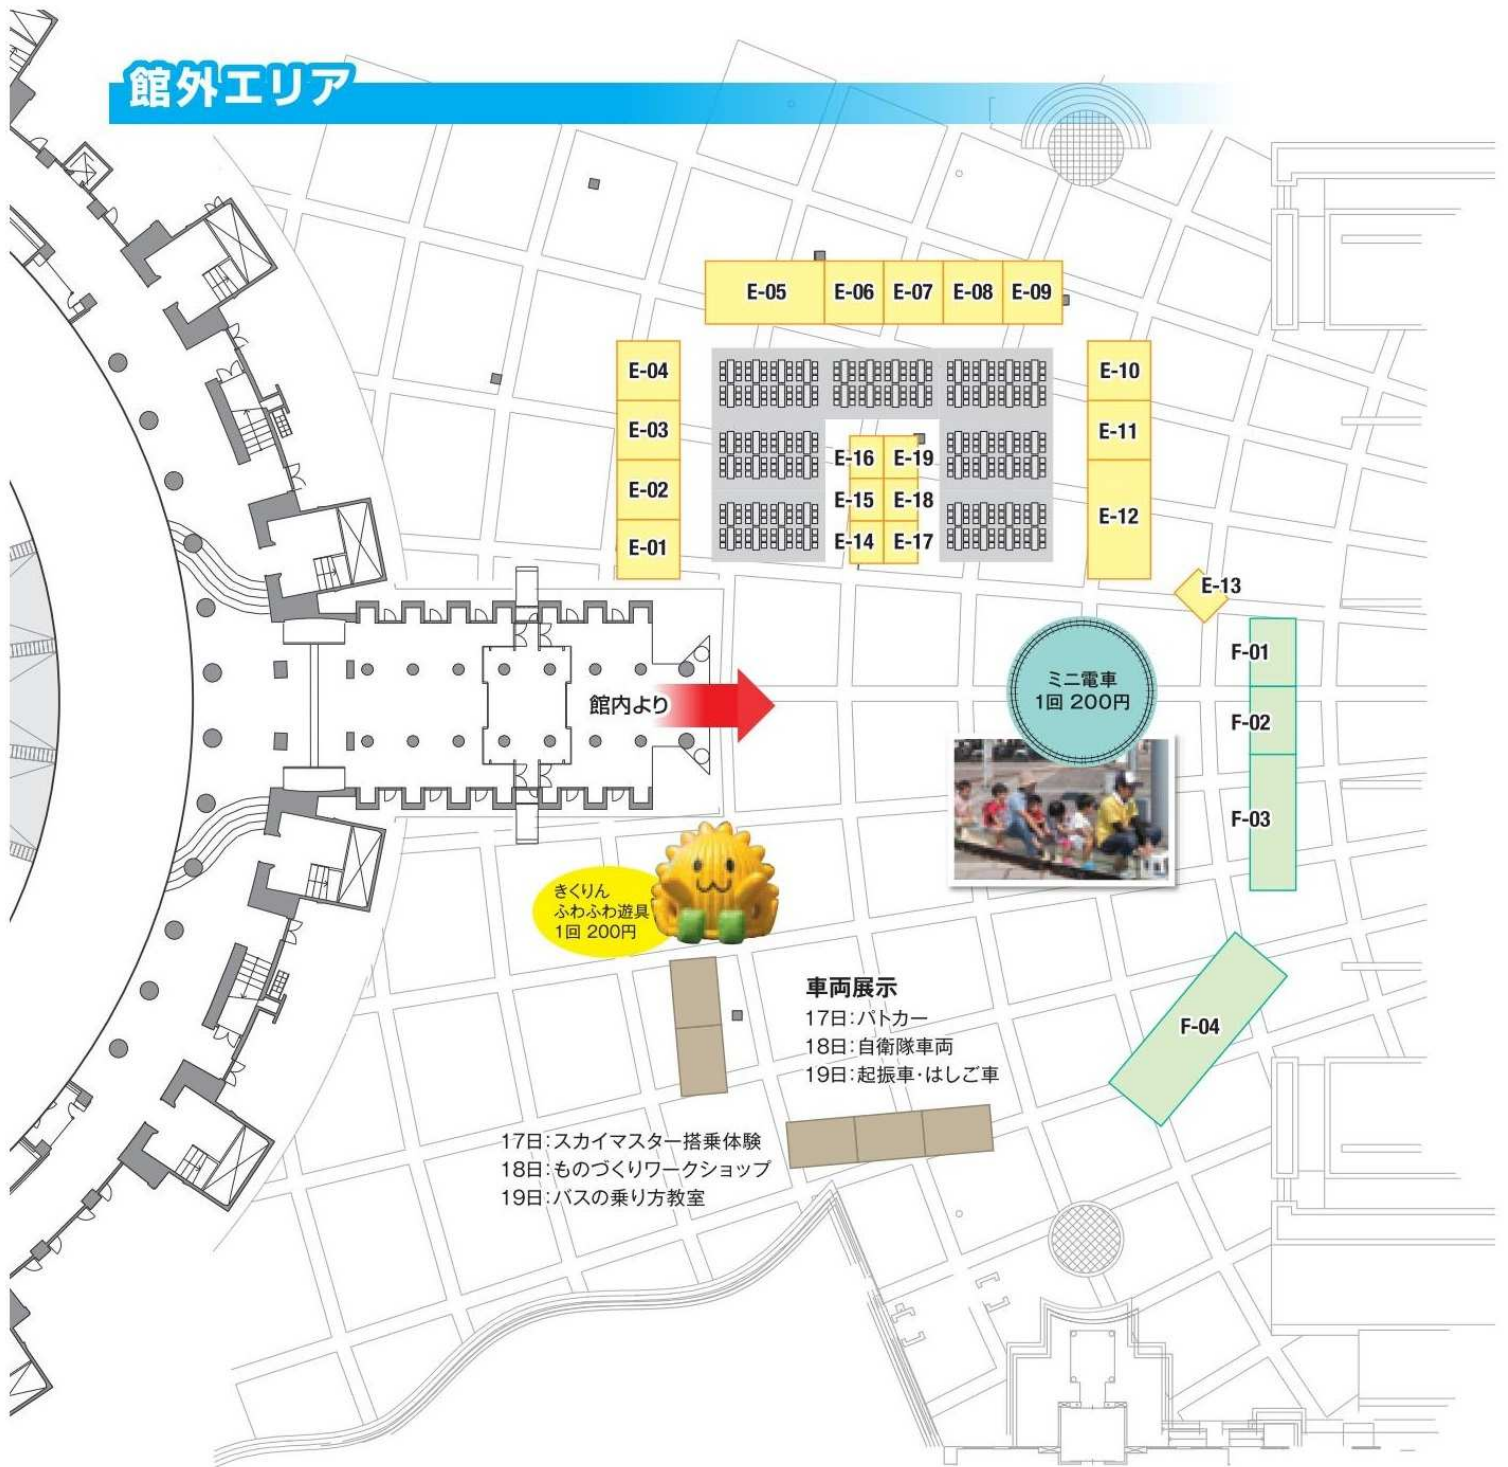 館外エリア
E-05
E-06
E-07
E-08
E-09
E-04
E-03
E-02
E-01
E-10
E-11
E-12
E-16
E-19
E-15
E-18
E-14
E-17
E-13
F-01
F-02
F-03
F-04
館内より
ミニ電車
1回 200円
きくりん
ふわふわ遊具
1回 200円
車両展示
17日:パトカー
18日:自衛隊車両
19日:起振車・はしご車
17日:スカイマスター搭乗体験
18日:ものづくりワークショップ
19日:バスの乗り方教室